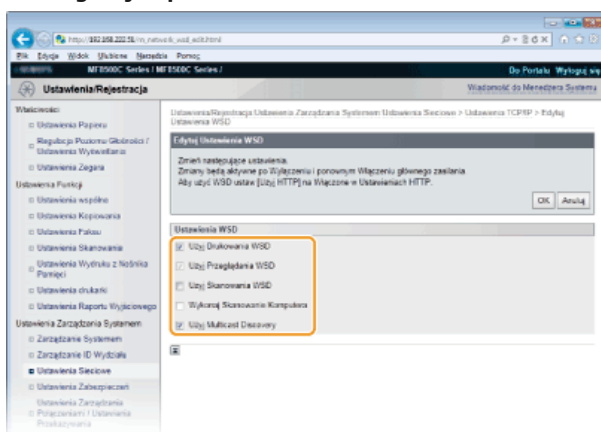 http://
Plik Edycja Widok Ulubione Narzędzia Pomoc
MF8500C Series / MF8500C Series /
Do Portalu Wyloguj się
Ustawienia/Rejestracja
Wiadomość do Menedżera Systemu
Właściwości
Ustawienia Papieru
Regulacja Poziomu Głośności /
Ustawienia Wyświetlania
Ustawienia Zegara
Ustawienia Funkcji
Ustawienia wspólne
Ustawienia Kopiowania
Ustawienia Faksu
Ustawienia Skanowania
Ustawienia Wydruku z Nośnika
Pamięci
Ustawienia drukarki
Ustawienia Raportu Wyjściowego
Ustawienia Zarządzania Systemem
Zarządzanie Systemem
Zarządzanie ID Wydziału
Ustawienia Sieciowe
Ustawienia Zabezpieczeń
Ustawienia Zarządzania
Połączeniami / Ustawienia
Przekazywania
Ustawienia/Rejestracja Ustawienia Zarządzania Systemem Ustawienia Sieciowe > Ustawienia TCP/IP > Edytuj
Ustawienia WSD
Edytuj Ustawienia WSD
Zmień następujące ustawienia.
Zmiany będą aktywne po Wyłączeniu i ponownym Włączeniu głównego zasilania
Aby użyć WSD ustaw [Użyj HTTP] na Włączone w Ustawieniach HTTP.
OK Anuluj
Ustawienia WSD
Użyj Drukowania WSD
Użyj Przeglądania WSD
Użyj Skanowania WSD
Wykonaj Skanowanie Komputera
Użyj Multicast Discovery